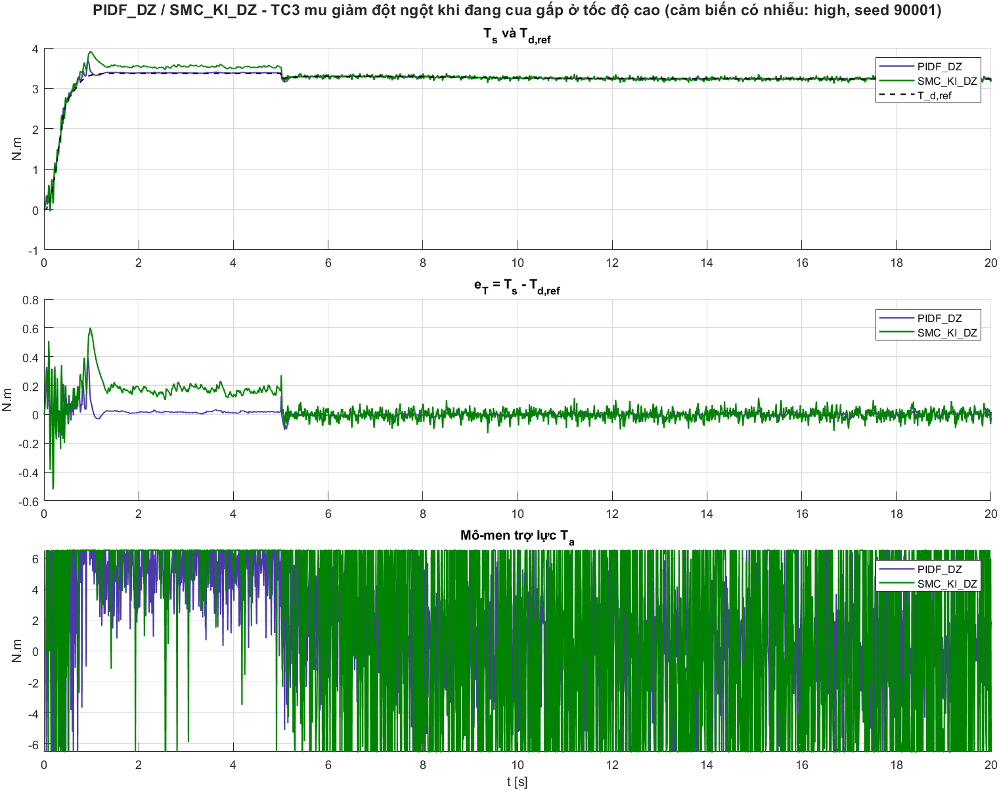 PIDF_DZ / SMC_KI_DZ - TC3 mu giảm đột ngột khi đang cua gấp ở tốc độ cao (cảm biến có nhiễu: high, seed 90001)
T_s và T_d,ref
4
3
2
1
0
-1
N.m
PIDF_DZ
SMC_KI_DZ
T_d,ref
0 2 4 6 8 10 12 14 16 18 20
e_T = T_s - T_d,ref
0.8
0.6
0.4
0.2
0
-0.2
-0.4
-0.6
N.m
PIDF_DZ
SMC_KI_DZ
0 2 4 6 8 10 12 14 16 18 20
Mô-men trợ lực T_a
6
4
2
0
-2
-4
-6
N.m
PIDF_DZ
SMC_KI_DZ
0 2 4 6 8 10 12 14 16 18 20
t [s]